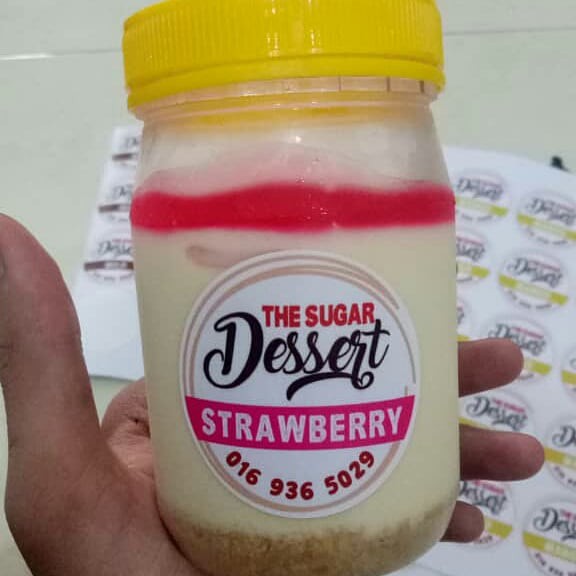 THE SUGAR
Dessert
STRAWBERRY
016 936 5029